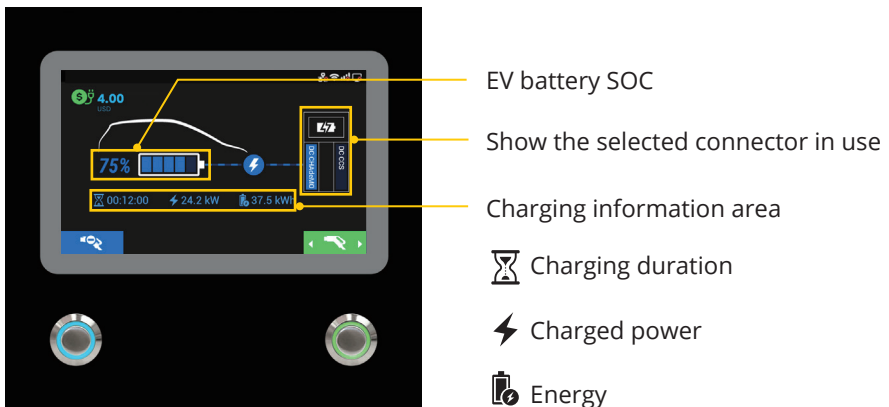 4.00
USD
75%
DC CHAdeMO
DC CCS
00:12:00 24.2 kW 37.5 kWh
EV battery SOC
Show the selected connector in use
Charging information area
Charging duration
Charged power
Energy